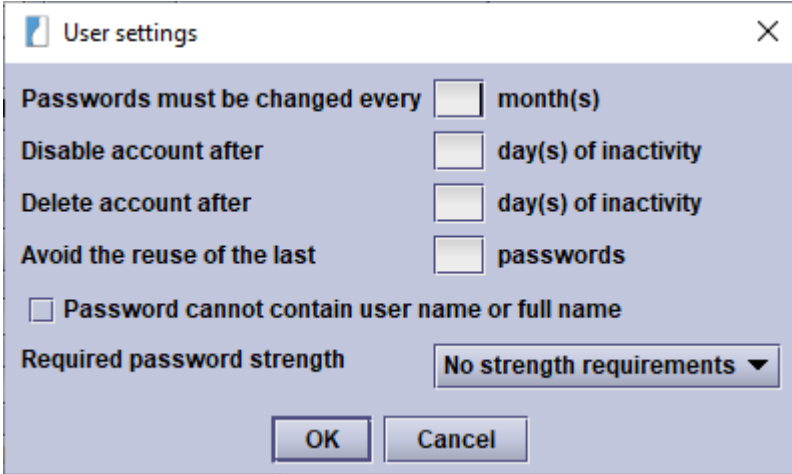 User settings
Passwords must be changed every month(s)
Disable account after day(s) of inactivity
Delete account after day(s) of inactivity
Avoid the reuse of the last passwords
Password cannot contain user name or full name
Required password strength No strength requirements
OK Cancel